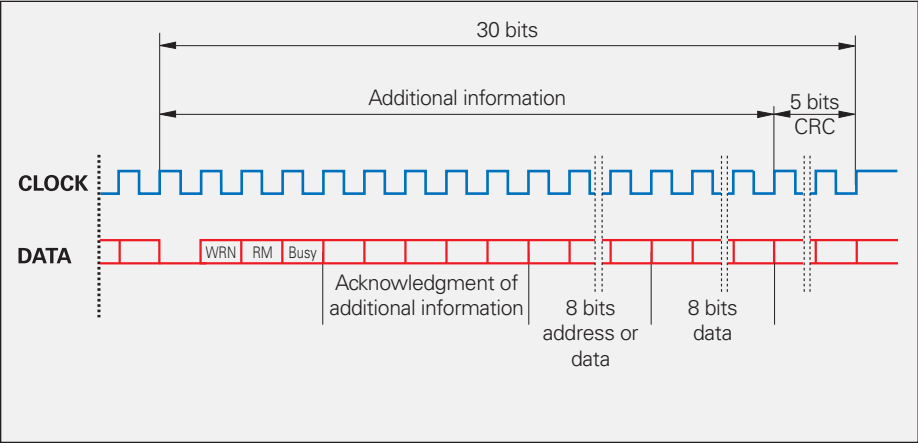 30 bits
Additional information
5 bits
CRC
CLOCK
DATA
WRN
RM
Busy
Acknowledgment of
additional information
8 bits
address or
data
8 bits
data